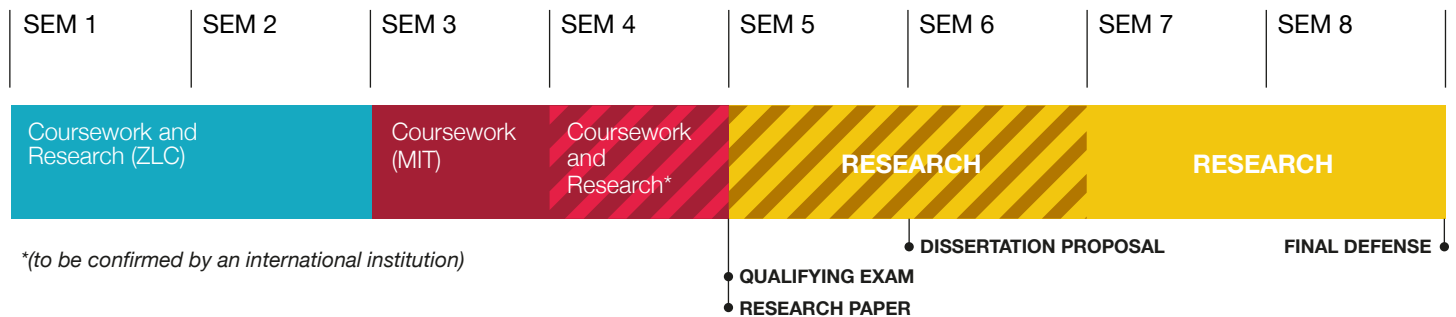 SEM 1
SEM 2
SEM 3
SEM 4
SEM 5
SEM 6
SEM 7
SEM 8
Coursework and
Research (ZLC)
Coursework
(MIT)
Coursework
and
Research*
RESEARCH
RESEARCH
*(to be confirmed by an international institution)
DISSERTATION PROPOSAL
FINAL DEFENSE
QUALIFYING EXAM
RESEARCH PAPER